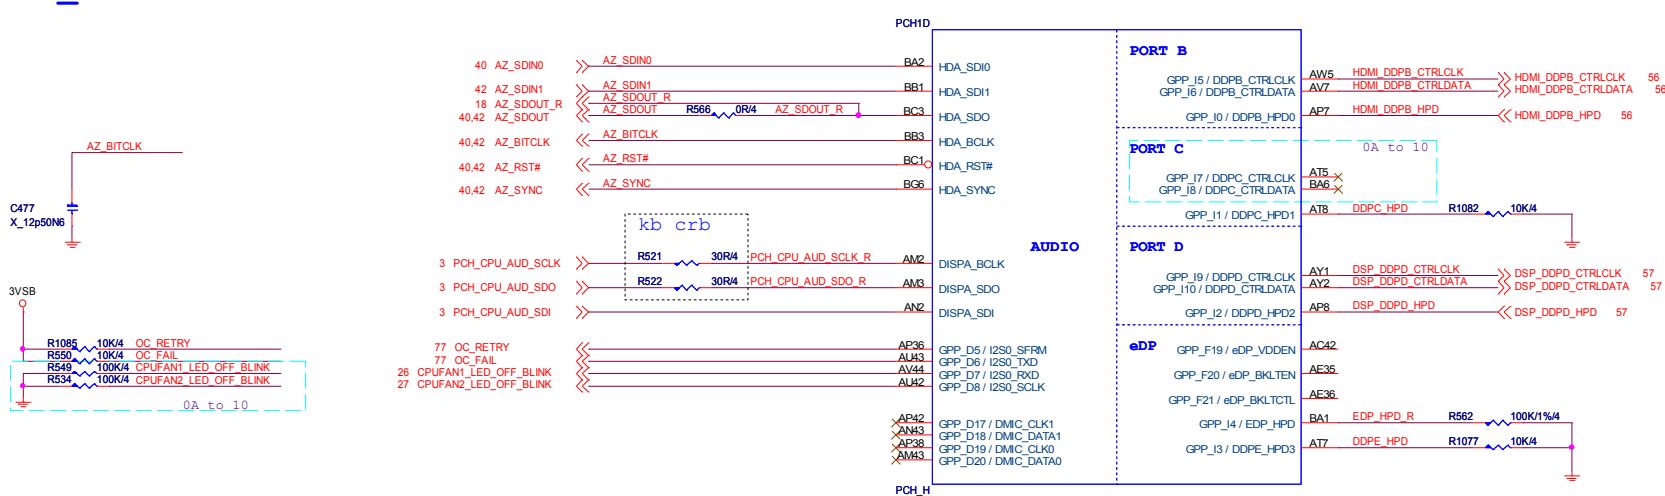 PCH1D
40 AZ_SDIN0 AZ_SDIN0 BA2 HDA_SDI0
42 AZ_SDIN1 AZ_SDIN1 BB1 HDA_SDI1
18 AZ_SDOUT_R AZ_SDOUT_R
40,42 AZ_SDOUT AZ_SDOUT R566 0R/4 AZ_SDOUT_R BC3 HDA_SDO
40,42 AZ_BITCLK AZ_BITCLK BB3 HDA_BCLK
40,42 AZ_RST# AZ_RST# BC1 HDA_RST#
40,42 AZ_SYNC AZ_SYNC BG6 HDA_SYNC
AZ_BITCLK
C477
X_12p50N6
kb crb
3 PCH_CPU_AUD_SCLK R521 30R/4 PCH_CPU_AUD_SCLK_R AM2 DISPA_BCLK
3 PCH_CPU_AUD_SDO R522 30R/4 PCH_CPU_AUD_SDO_R AM3 DISPA_SDO
3 PCH_CPU_AUD_SDI AN2 DISPA_SDI
3VSB
R1085 10K/4 OC_RETRY
R550 10K/4 OC_FAIL
R549 100K/4 CPUFAN1_LED_OFF_BLINK
R534 100K/4 CPUFAN2_LED_OFF_BLINK
0A to 10
77 OC_RETRY AP36 GPP_D5 / I2S0_SFRM
77 OC_FAIL AU43 GPP_D6 / I2S0_TXD
26 CPUFAN1_LED_OFF_BLINK AV44 GPP_D7 / I2S0_RXD
27 CPUFAN2_LED_OFF_BLINK AU42 GPP_D8 / I2S0_SCLK
AP42 GPP_D17 / DMIC_CLK1
AN43 GPP_D18 / DMIC_DATA1
AP38 GPP_D19 / DMIC_CLK0
AM43 GPP_D20 / DMIC_DATA0
PCH_H
AUDIO
PORT B
GPP_I5 / DDPB_CTRLCLK AW5 HDMI_DDPB_CTRLCLK HDMI_DDPB_CTRLCLK 56
GPP_I6 / DDPB_CTRLDATA AV7 HDMI_DDPB_CTRLDATA HDMI_DDPB_CTRLDATA 56
GPP_I0 / DDPB_HPD0 AP7 HDMI_DDPB_HPD HDMI_DDPB_HPD 56
PORT C 0A to 10
GPP_I7 / DDPC_CTRLCLK AT5
GPP_I8 / DDPC_CTRLDATA BA6
GPP_I1 / DDPC_HPD1 AT8 DDPC_HPD R1082 10K/4
PORT D
GPP_I9 / DDPD_CTRLCLK AY1 DSP_DDPD_CTRLCLK DSP_DDPD_CTRLCLK 57
GPP_I10 / DDPD_CTRLDATA AY2 DSP_DDPD_CTRLDATA DSP_DDPD_CTRLDATA 57
GPP_I2 / DDPD_HPD2 AP8 DSP_DDPD_HPD DSP_DDPD_HPD 57
eDP
GPP_F19 / eDP_VDDEN AC42
GPP_F20 / eDP_BKLTEN AE35
GPP_F21 / eDP_BKLTCTL AE36
GPP_I4 / EDP_HPD BA1 EDP_HPD_R R562 100K/1%/4
GPP_I3 / DDPE_HPD3 AT7 DDPE_HPD R1077 10K/4